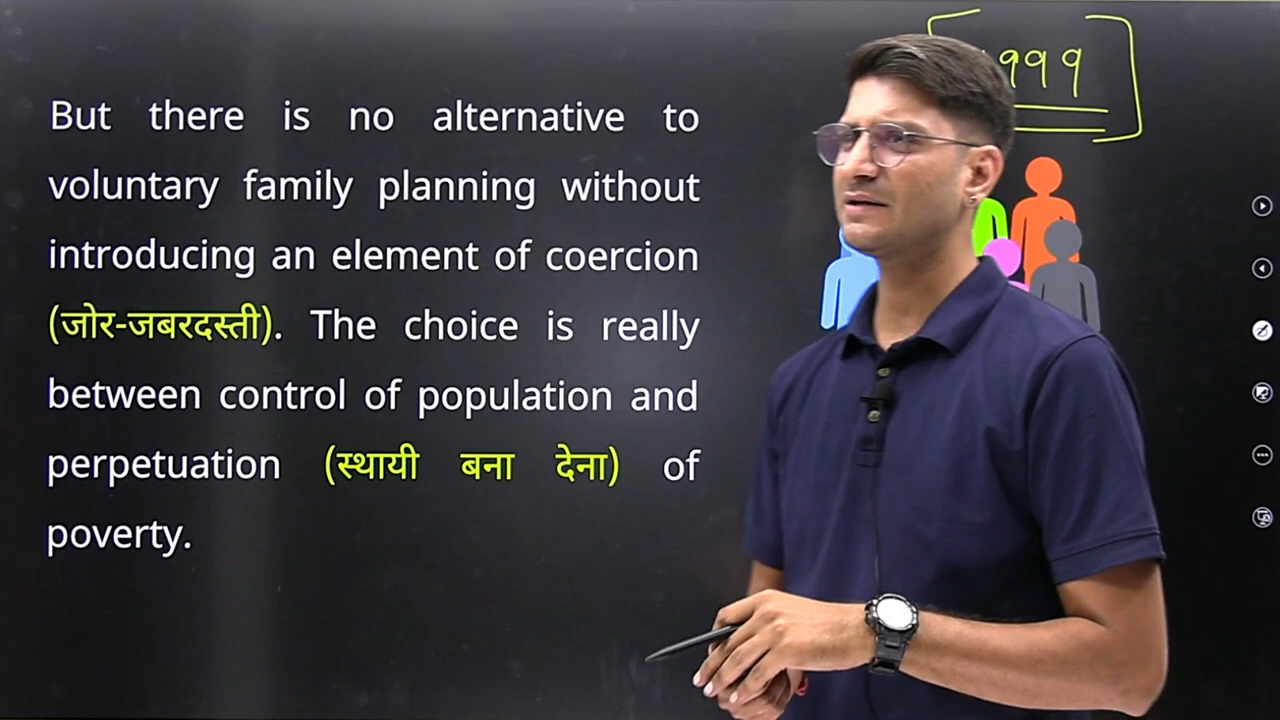 But there is no alternative to
voluntary family planning without
introducing an element of coercion
(जोर-जबरदस्ती). The choice is really
between control of population and
perpetuation (स्थायी बना देना) of
poverty.